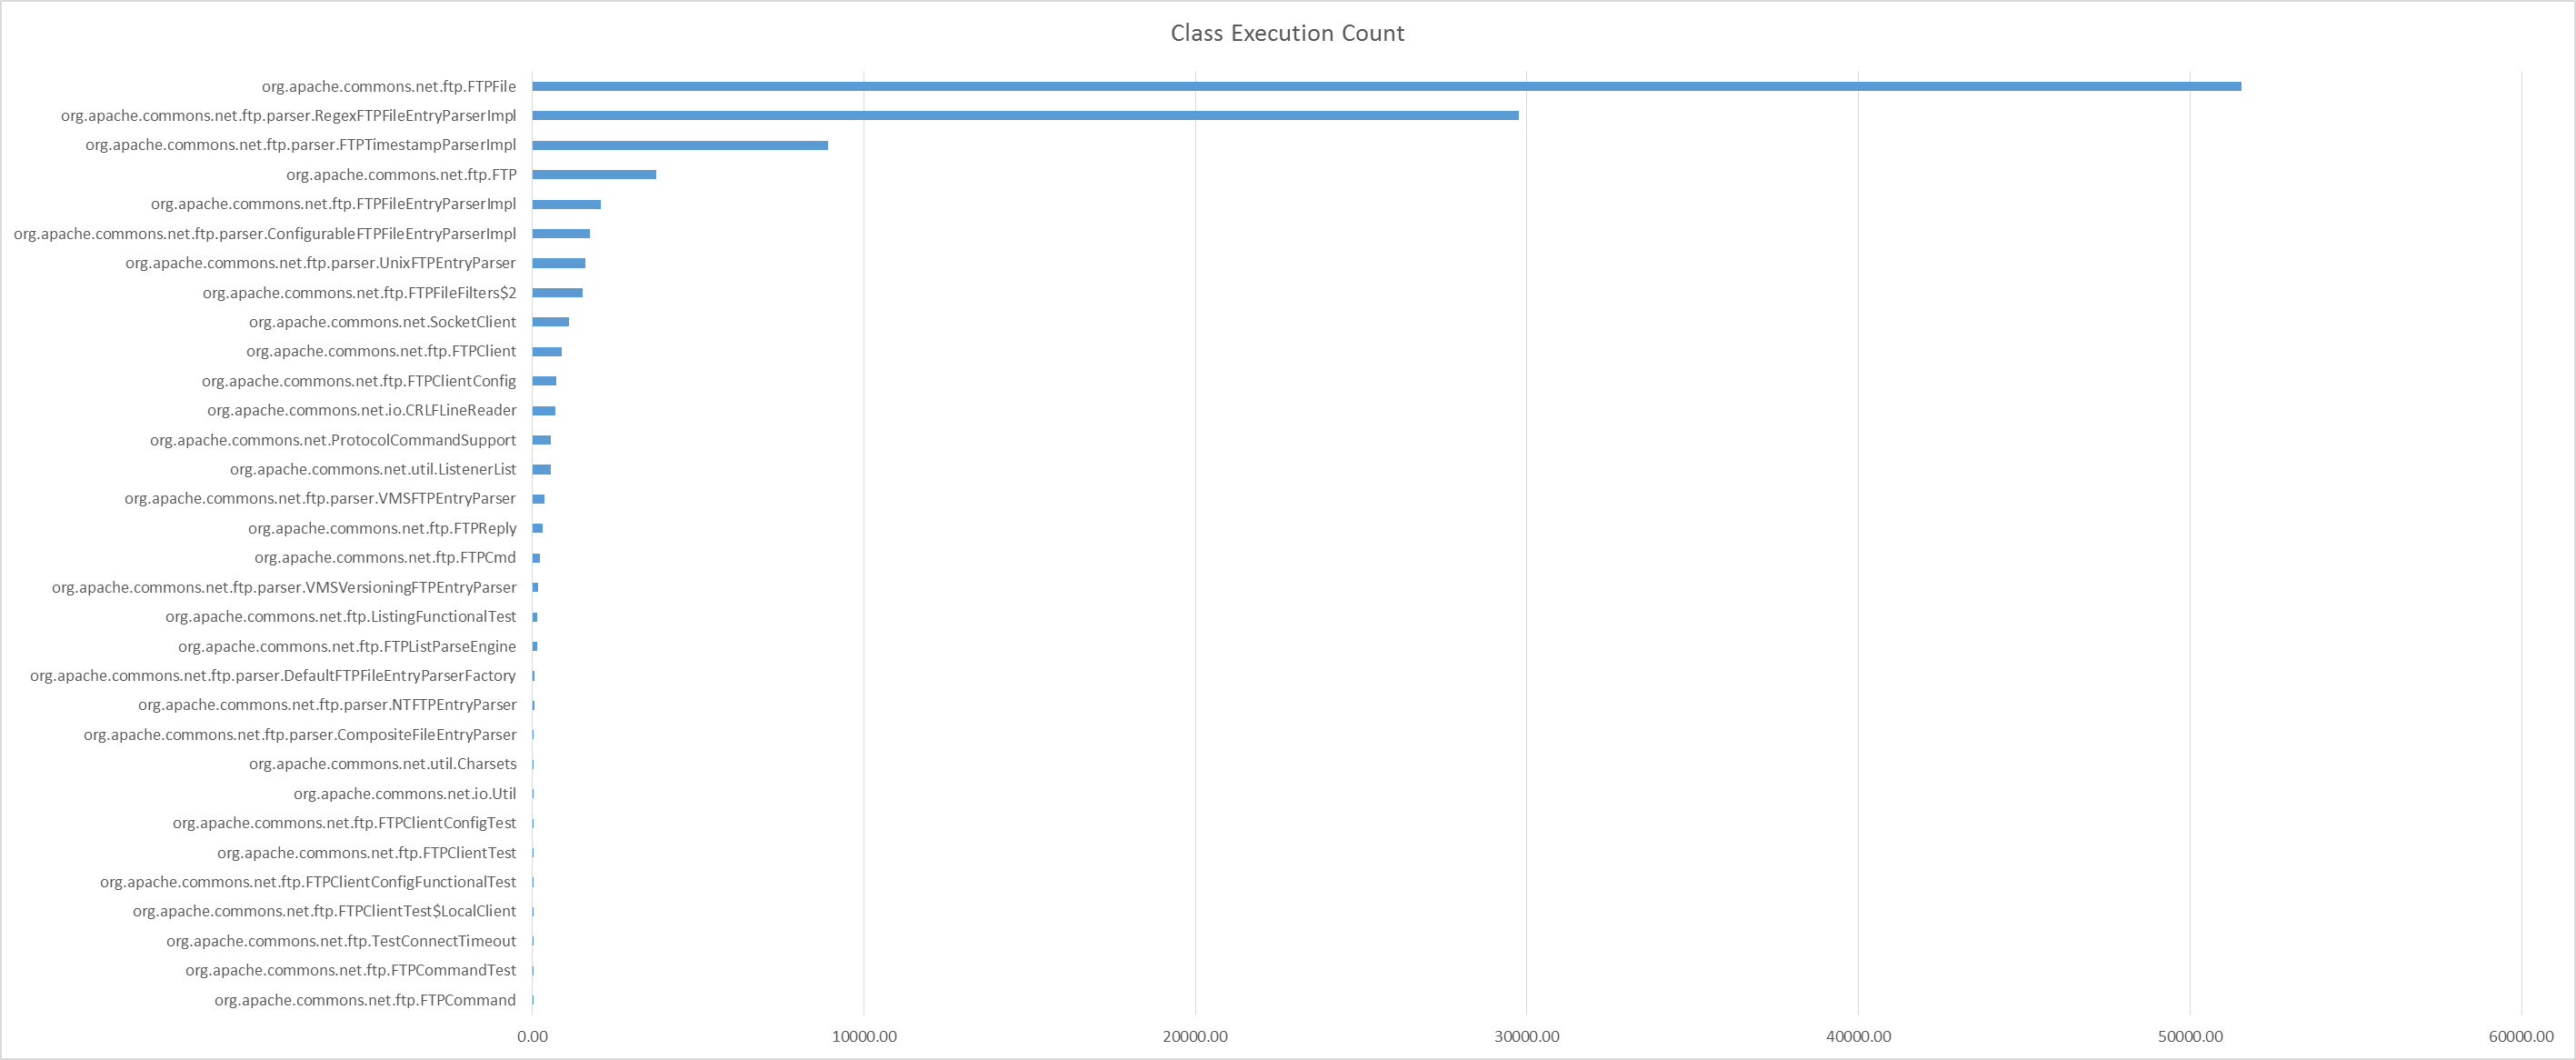 Class Execution Count
org.apache.commons.net.ftp.FTPFile
org.apache.commons.net.ftp.parser.RegexFTPFileEntryParserImpl
org.apache.commons.net.ftp.parser.FTPTimestampParserImpl
org.apache.commons.net.ftp.FTP
org.apache.commons.net.ftp.FTPFileEntryParserImpl
org.apache.commons.net.ftp.parser.ConfigurableFTPFileEntryParserImpl
org.apache.commons.net.ftp.parser.UnixFTPEntryParser
org.apache.commons.net.ftp.FTPFileFilters$2
org.apache.commons.net.SocketClient
org.apache.commons.net.ftp.FTPClient
org.apache.commons.net.ftp.FTPClientConfig
org.apache.commons.net.io.CRLFLineReader
org.apache.commons.net.ProtocolCommandSupport
org.apache.commons.net.util.ListenerList
org.apache.commons.net.ftp.parser.VMSFTPEntryParser
org.apache.commons.net.ftp.FTPReply
org.apache.commons.net.ftp.FTPCmd
org.apache.commons.net.ftp.parser.VMSVersioningFTPEntryParser
org.apache.commons.net.ftp.ListingFunctionalTest
org.apache.commons.net.ftp.FTPListParseEngine
org.apache.commons.net.ftp.parser.DefaultFTPFileEntryParserFactory
org.apache.commons.net.ftp.parser.NTFTPEntryParser
org.apache.commons.net.ftp.parser.CompositeFileEntryParser
org.apache.commons.net.util.Charsets
org.apache.commons.net.io.Util
org.apache.commons.net.ftp.FTPClientConfigTest
org.apache.commons.net.ftp.FTPClientTest
org.apache.commons.net.ftp.FTPClientConfigFunctionalTest
org.apache.commons.net.ftp.FTPClientTest$LocalClient
org.apache.commons.net.ftp.TestConnectTimeout
org.apache.commons.net.ftp.FTPCommandTest
org.apache.commons.net.ftp.FTPCommand
0.00 10000.00 20000.00 30000.00 40000.00 50000.00 60000.00